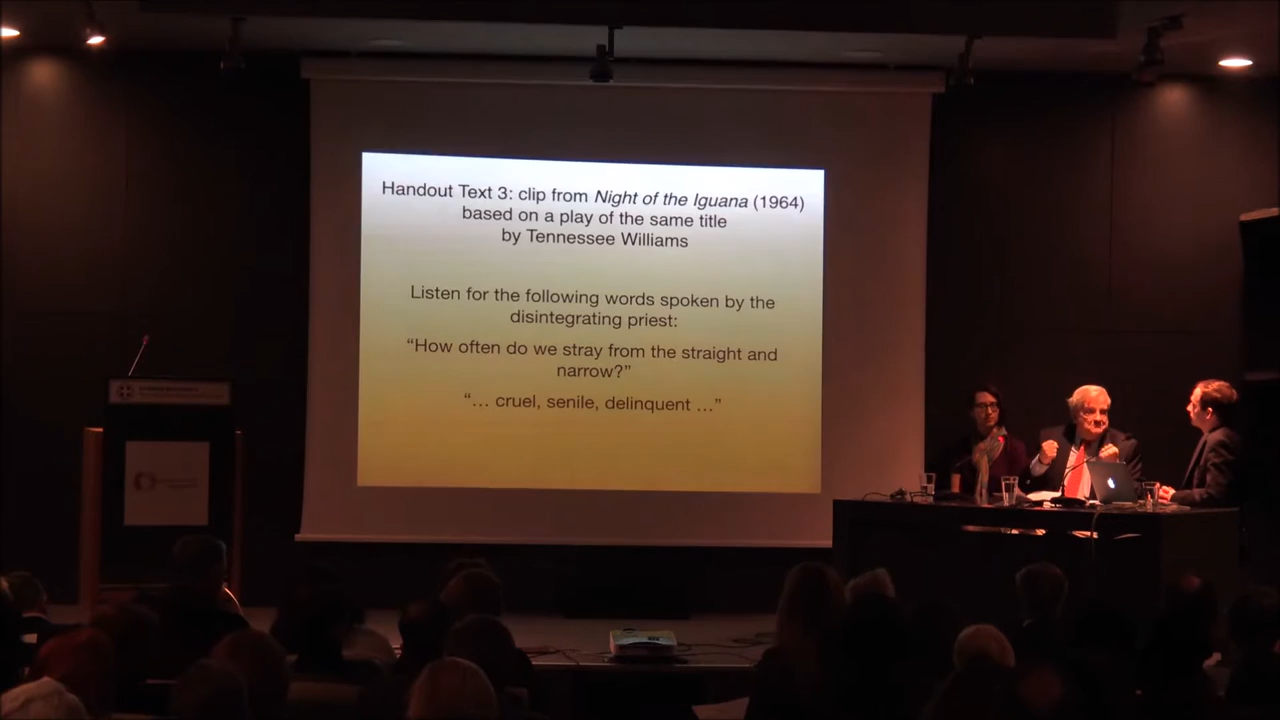 Handout Text 3: clip from Night of the Iguana (1964)
based on a play of the same title
by Tennessee Williams
Listen for the following words spoken by the
disintegrating priest:
“How often do we stray from the straight and
narrow?”
“… cruel, senile, delinquent …”